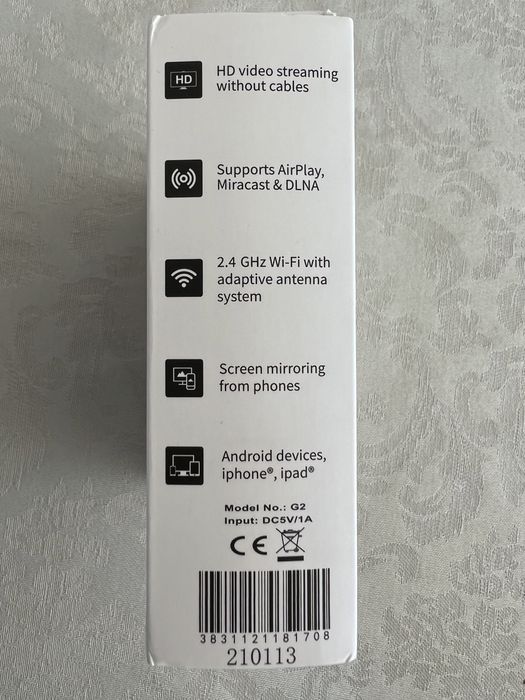 HD
HD video streaming
without cables
Supports AirPlay,
Miracast & DLNA
2.4 GHz Wi-Fi with
adaptive antenna
system
Screen mirroring
from phones
Android devices,
iphone®, ipad®
Model No.: G2
Input: DC5V/1A
CE
3831121181708
210113